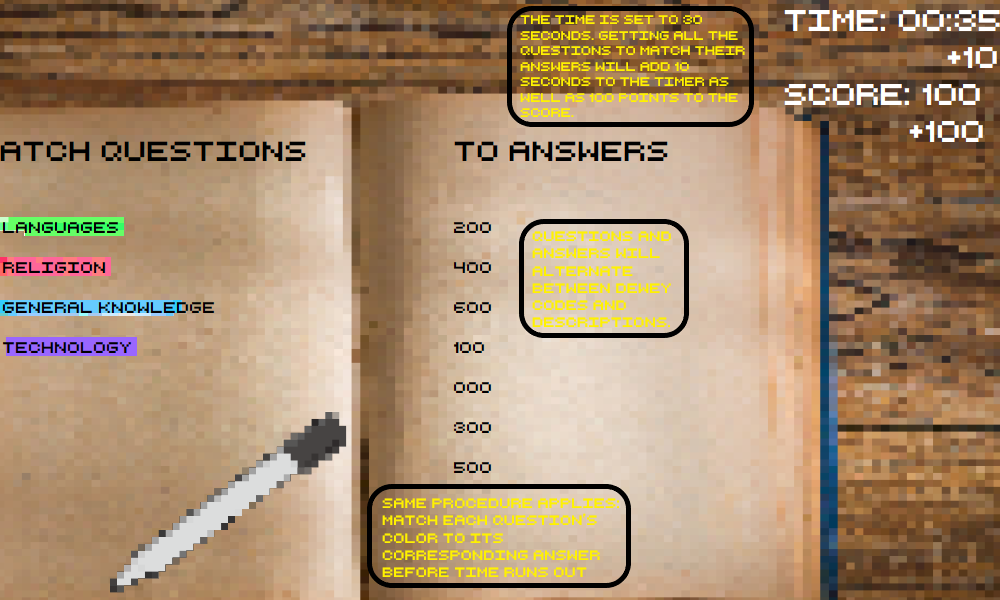 THE TIME IS SET TO 30
SECONDS. GETTING ALL THE
QUESTIONS TO MATCH THEIR
ANSWERS WILL ADD 10
SECONDS TO THE TIMER AS
WELL AS 100 POINTS TO THE
SCORE.
TIME: 00:35
+10
SCORE: 100
+100
ATCH QUESTIONS
TO ANSWERS
LANGUAGES
RELIGION
GENERAL KNOWLEDGE
TECHNOLOGY
200
400
600
100
000
300
500
QUESTIONS AND
ANSWERS WILL
ALTERNATE
BETWEEN DEWEY
CODES AND
DESCRIPTIONS.
SAME PROCEDURE APPLIES:
MATCH EACH QUESTION'S
COLOR TO ITS
CORRESPONDING ANSWER
BEFORE TIME RUNS OUT